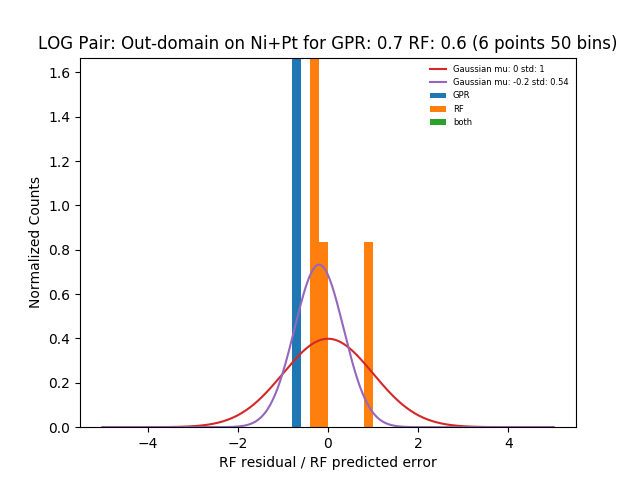 LOG Pair: Out-domain on Ni+Pt for GPR: 0.7 RF: 0.6 (6 points 50 bins)
Gaussian mu: 0 std: 1
Gaussian mu: -0.2 std: 0.54
GPR
RF
both
Normalized Counts
1.6
1.4
1.2
1.0
0.8
0.6
0.4
0.2
0.0
−4 −2 0 2 4
RF residual / RF predicted error